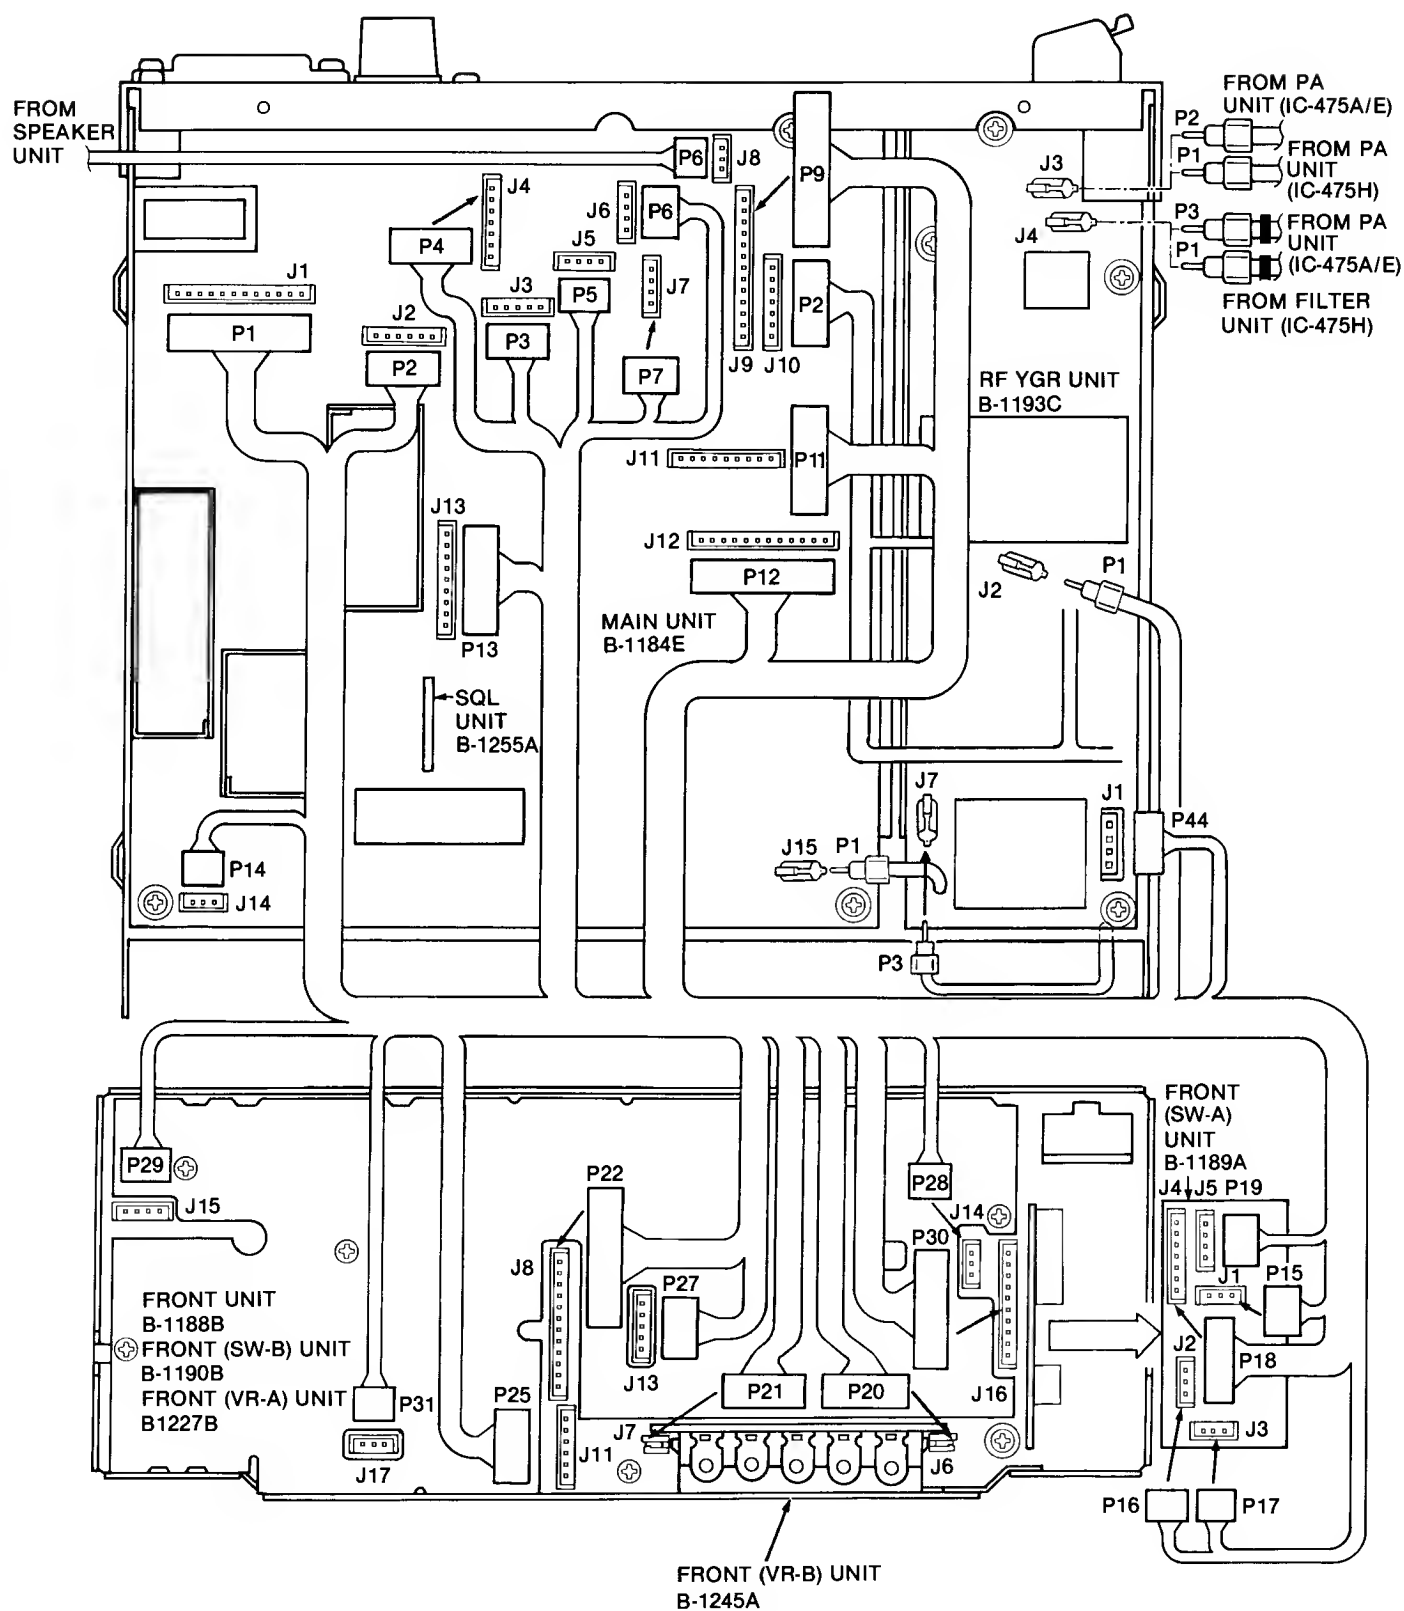 FROM
SPEAKER
UNIT
FROM PA
UNIT (IC-475A/E)
P2
P1
FROM PA
UNIT
(IC-475H)
P3
P1
FROM PA
UNIT
(IC-475A/E)
FROM FILTER
UNIT (IC-475H)
J3
J4
P6
J8
P9
J4
J6
P6
P4
J5
J7
J1
P1
J2
P2
J3
P3
P5
P7
P2
J9
J10
RF YGR UNIT
B-1193C
J11
P11
J13
J12
P12
J2
P1
MAIN UNIT
B-1184E
P13
SQL
UNIT
B-1255A
J7
J1
P44
J15
P1
P14
J14
P3
FRONT
(SW-A)
UNIT
B-1189A
J4
J5
P19
P29
J15
P22
P28
J14
P30
J8
P27
J1
P15
FRONT UNIT
B-1188B
FRONT (SW-B) UNIT
B-1190B
FRONT (VR-A) UNIT
B1227B
J2
P18
J13
P21
P20
J16
P31
P25
J3
J17
J7
J11
J6
P16
P17
FRONT (VR-B) UNIT
B-1245A